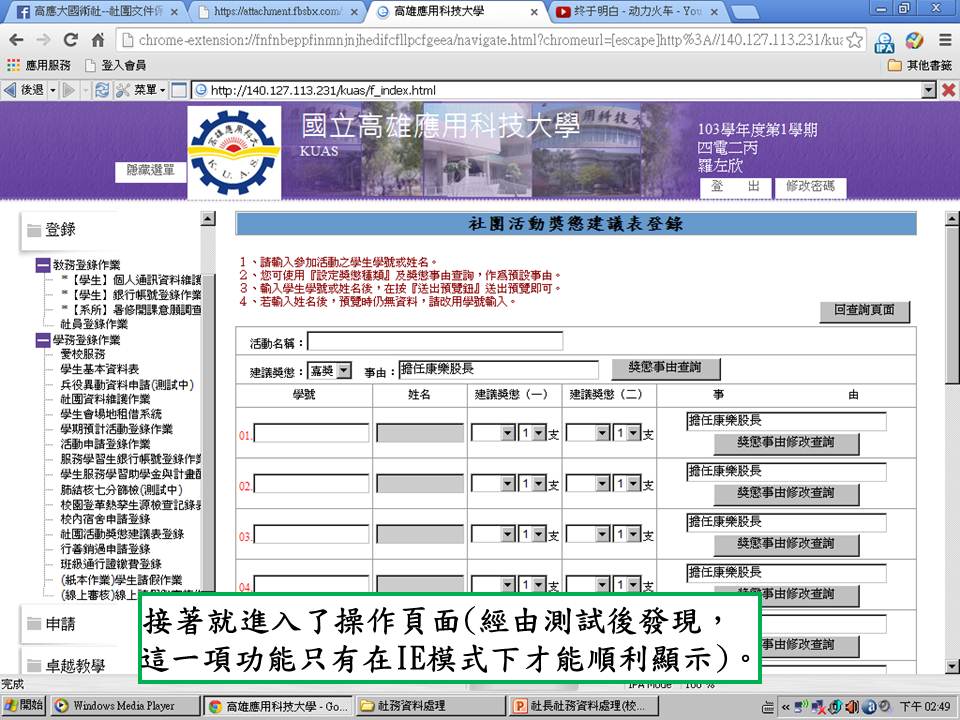 高應大國術社--社團文件係
https://attachment.fbsbx.com/
高雄應用科技大學
终于明白 - 动力火车 - You
chrome-extension://fnfnbeppfinmnjnjhedifcfllpcfgeea/navigate.html?chromeurl=[escape]http%3A//140.127.113.231/kua
應用服務
登入會員
其他書籤
後退
菜單
http://140.127.113.231/kuas/f_index.html
國立高雄應用科技大學
KUAS
隱藏選單
103學年度第1學期
四電二丙
羅左欣
登 出
修改密碼
登錄
教務登錄作業
*【學生】個人通訊資料維護
*【學生】銀行帳號登錄作業
*【系所】暑修開課意願調查
社員登錄作業
學務登錄作業
愛校服務
學生基本資料表
兵役異動資料申請(測試中)
社團資料維護作業
學生會場地租借系統
學期預計活動登錄作業
活動申請登錄作業
服務學習生銀行帳號登錄作業
學生服務學習助學金與計畫
肺結核七分篩檢(測試中)
校園登革熱孳生源檢查記錄表
校內宿舍申請登錄
社團活動獎懲建議表登錄
行善銷過申請登錄
班級通行證繳費登錄
(紙本作業)學生請假作業
(線上審核)線上
申請
卓越教學
社團活動獎懲建議表登錄
1、請輸入參加活動之學生學號或姓名。
2、您可使用『設定獎懲種類』及獎懲事由查詢，作為預設事由。
3、輸入學生學號或姓名後，在按『送出預覽鈕』送出預覽即可。
4、若輸入姓名後，預覽時仍無資料，請改用學號輸入。
回查詢頁面
活動名稱：
建議獎懲： 嘉獎 事由： 擔任康樂股長 獎懲事由查詢
學號 姓名 建議獎懲（一） 建議獎懲（二） 事 由
01. 1 支 1 支 擔任康樂股長
獎懲事由修改查詢
02. 1 支 1 支 擔任康樂股長
獎懲事由修改查詢
03. 1 支 1 支 擔任康樂股長
獎懲事由修改查詢
04. 1 支 1 支 擔任康樂股長
獎懲事由修改查詢
事由修改查詢
接著就進入了操作頁面(經由測試後發現，
這一項功能只有在IE模式下才能順利顯示)。
完成
IPA Mode 100 %
開始
Windows Media Player
高雄應用科技大學 - Go...
社務資料處理
社長社務資料處理(校...
下午 02:49